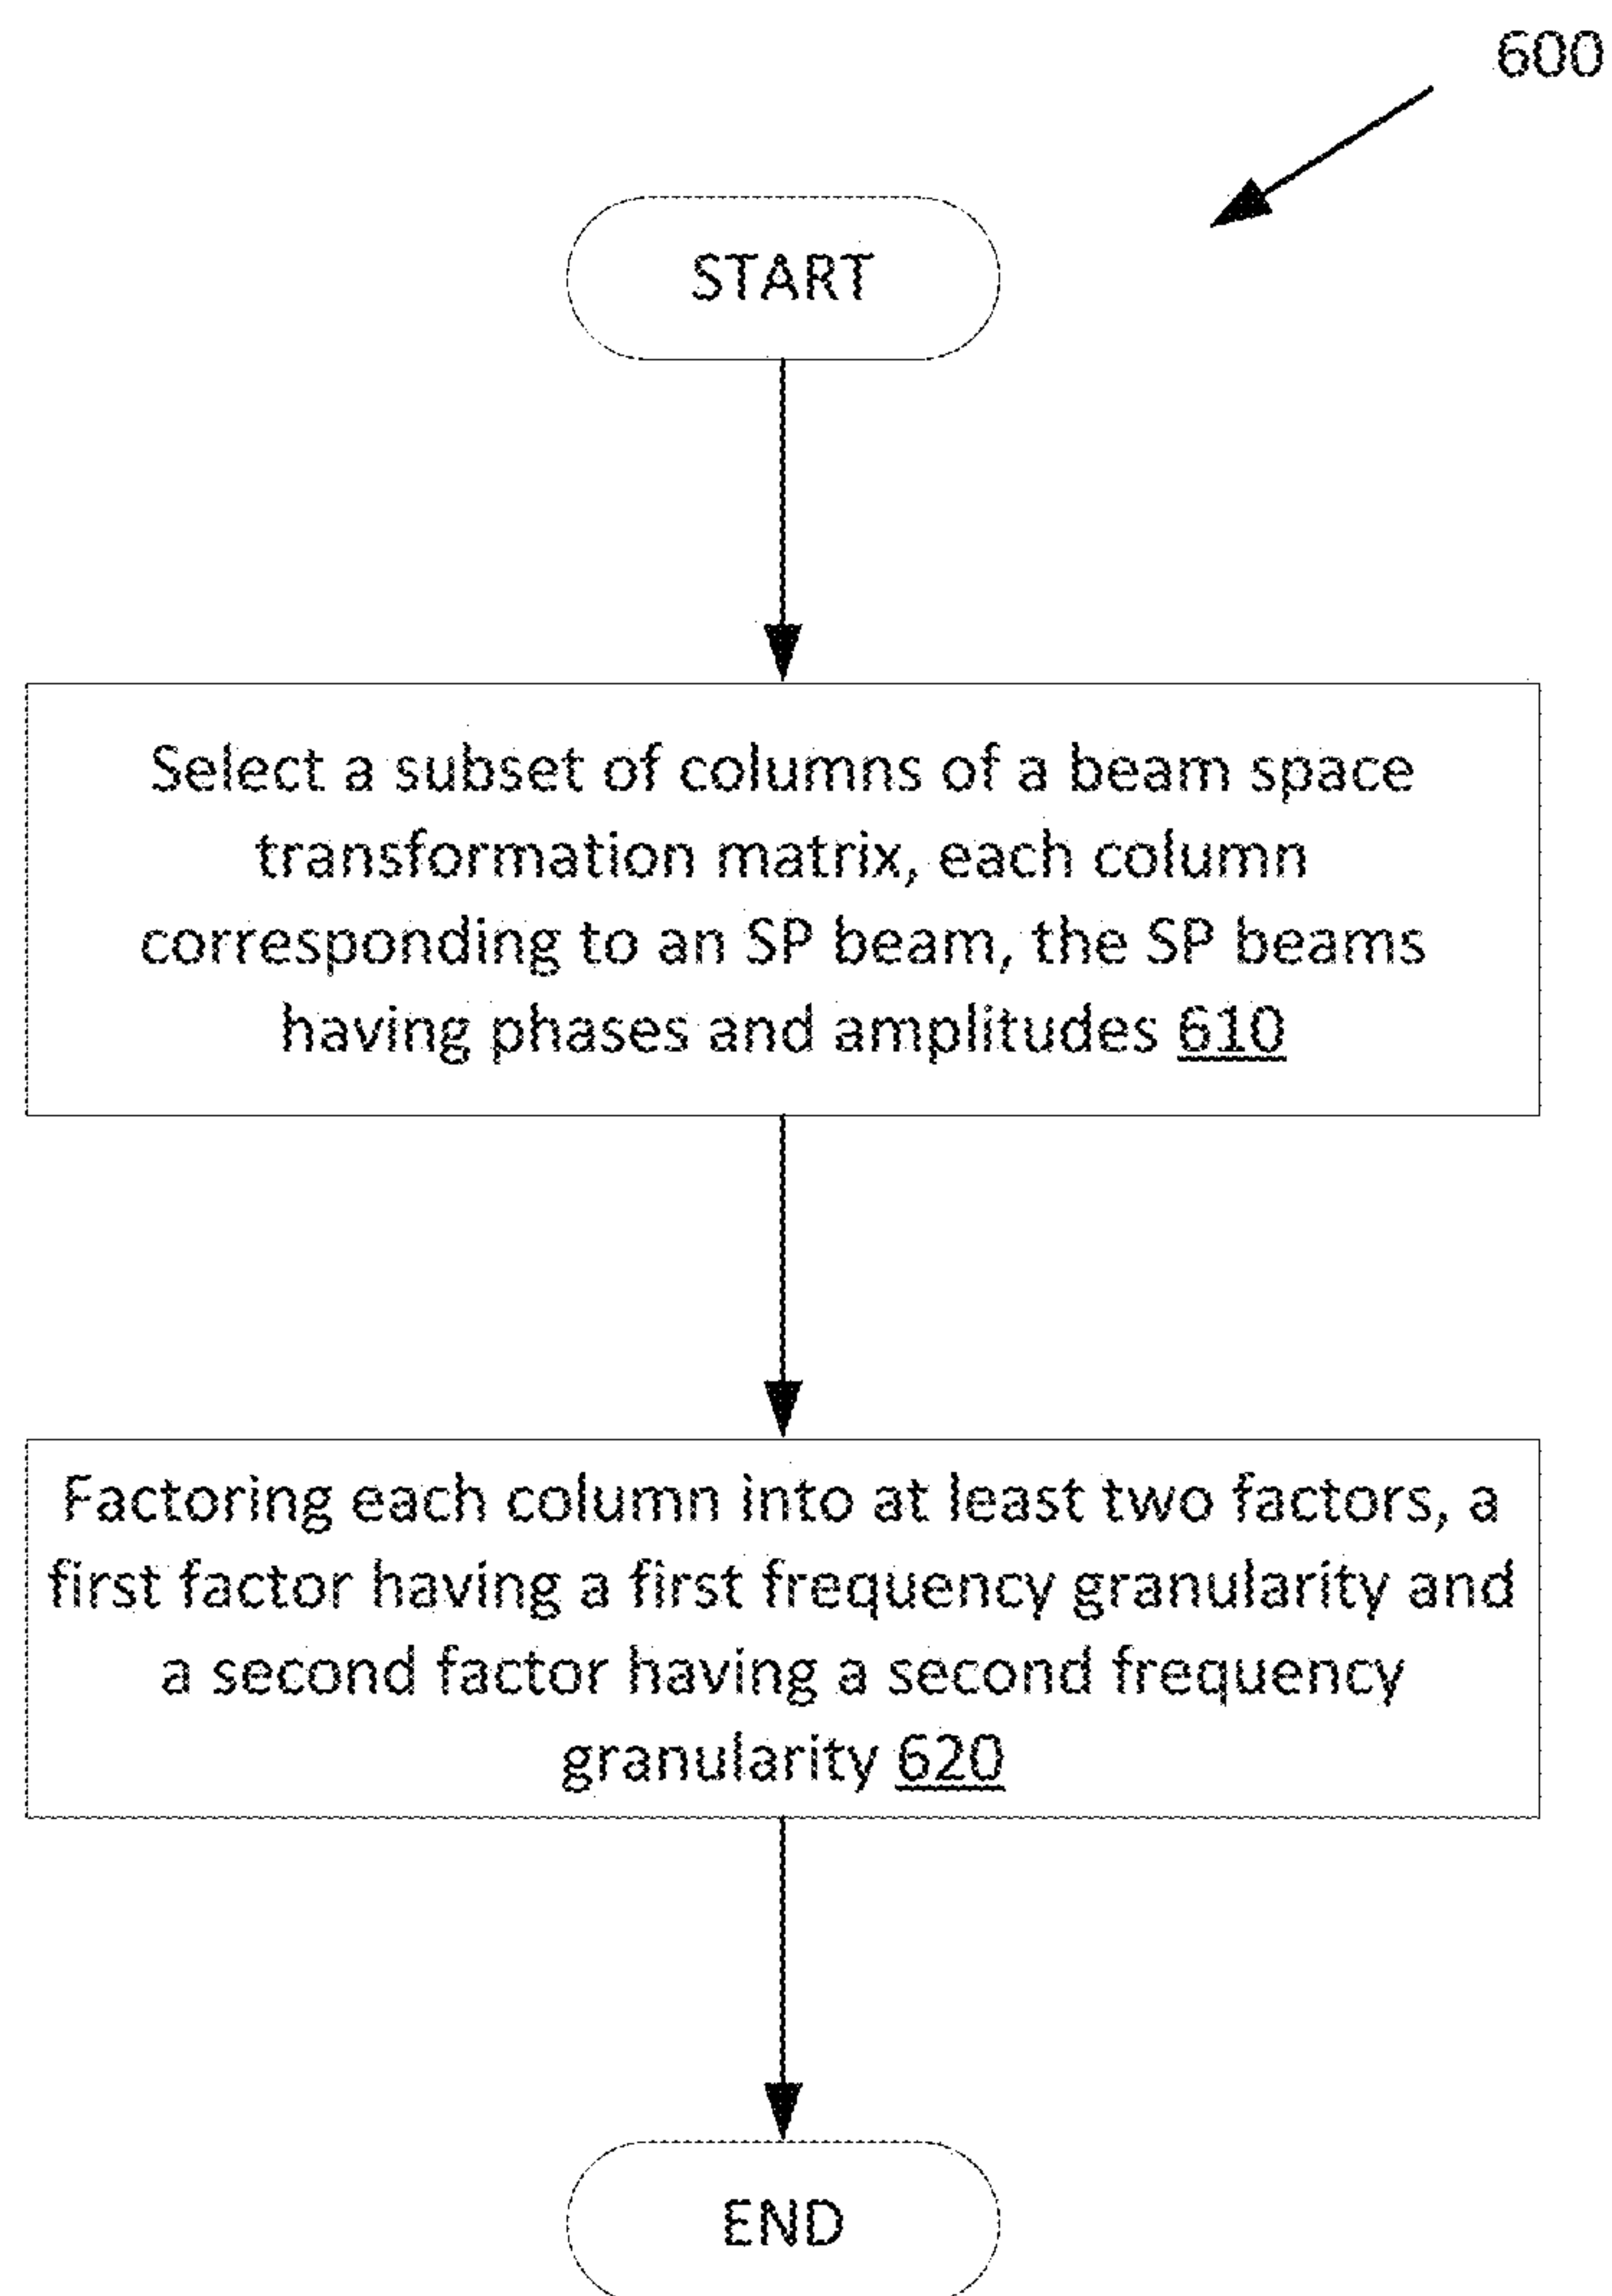 600
START
Select a subset of columns of a beam space
transformation matrix, each column
corresponding to an SP beam, the SP beams
having phases and amplitudes 610
Factoring each column into at least two factors, a
first factor having a first frequency granularity and
a second factor having a second frequency
granularity 620
END